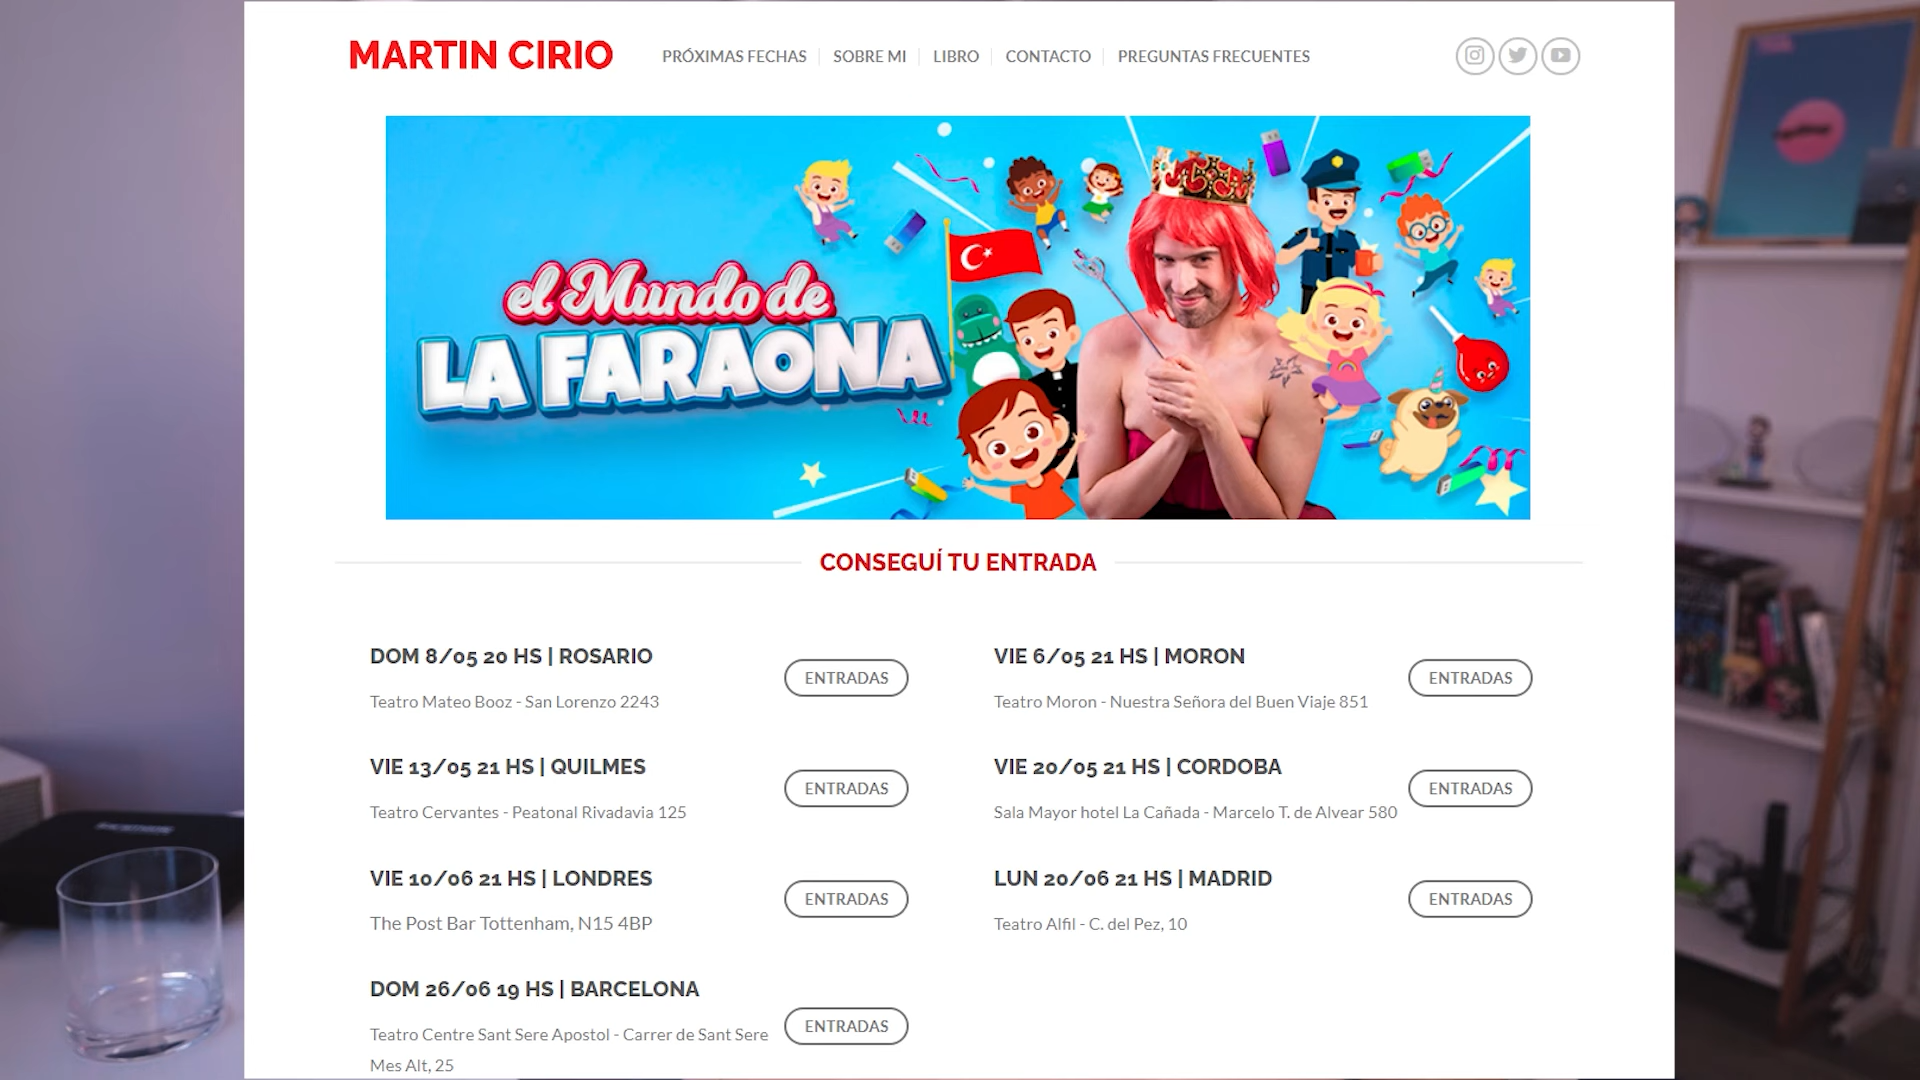 MARTIN CIRIO
PRÓXIMAS FECHAS
SOBRE MI
LIBRO
CONTACTO
PREGUNTAS FRECUENTES
el Mundo de
LA FARAONA
CONSEGUÍ TU ENTRADA
DOM 8/05 20 HS | ROSARIO
Teatro Mateo Booz - San Lorenzo 2243
ENTRADAS
VIE 6/05 21 HS | MORON
Teatro Moron - Nuestra Señora del Buen Viaje 851
ENTRADAS
VIE 13/05 21 HS | QUILMES
Teatro Cervantes - Peatonal Rivadavia 125
ENTRADAS
VIE 20/05 21 HS | CORDOBA
Sala Mayor hotel La Cañada - Marcelo T. de Alvear 580
ENTRADAS
VIE 10/06 21 HS | LONDRES
The Post Bar Tottenham, N15 4BP
ENTRADAS
LUN 20/06 21 HS | MADRID
Teatro Alfil - C. del Pez, 10
ENTRADAS
DOM 26/06 19 HS | BARCELONA
Teatro Centre Sant Sere Apostol - Carrer de Sant Sere
Mes Alt, 25
ENTRADAS